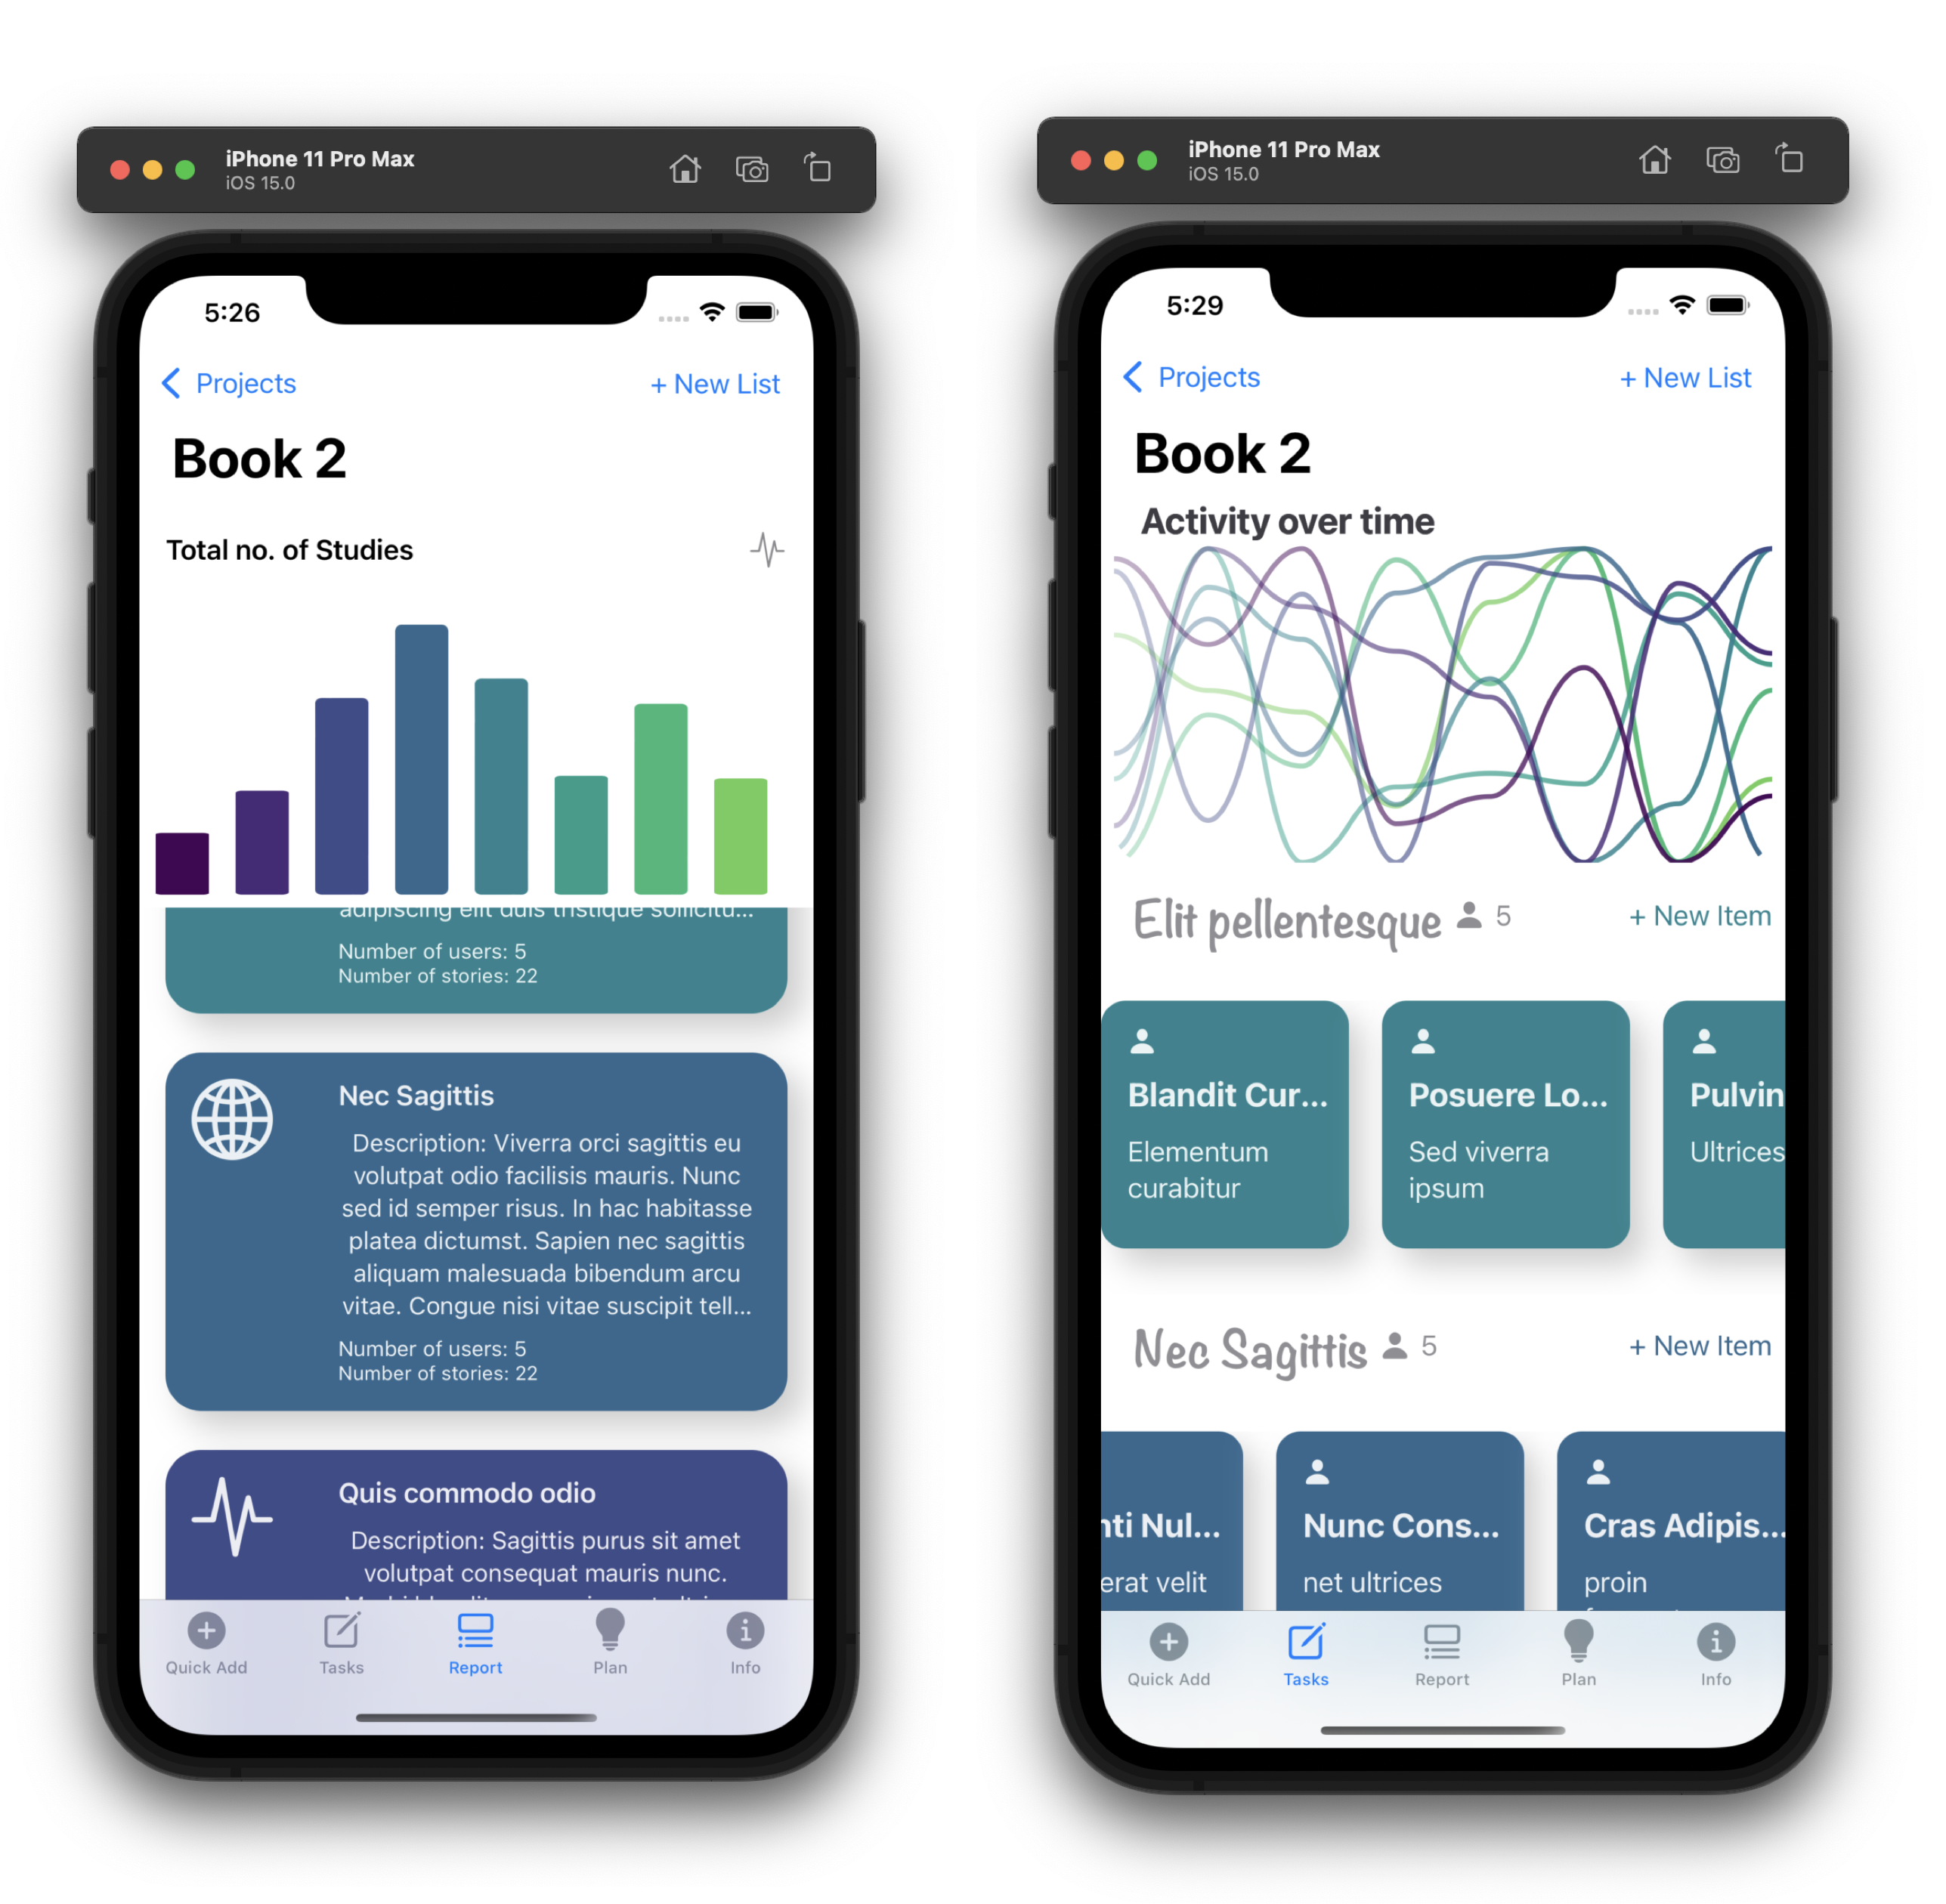 iPhone 11 Pro Max
iOS 15.0
5:26
Projects
+ New List
Book 2
Total no. of Studies
adipiscing elit duis tristique sollicitu...
Number of users: 5
Number of stories: 22
Nec Sagittis
Description: Viverra orci sagittis eu
volutpat odio facilisis mauris. Nunc
sed id semper risus. In hac habitasse
platea dictumst. Sapien nec sagittis
aliquam malesuada bibendum arcu
vitae. Congue nisi vitae suscipit tell...
Number of users: 5
Number of stories: 22
Quis commodo odio
Description: Sagittis purus sit amet
volutpat consequat mauris nunc.
Quick Add
Tasks
Report
Plan
Info
iPhone 11 Pro Max
iOS 15.0
5:29
Projects
+ New List
Book 2
Activity over time
Elit pellentesque 5
+ New Item
Blandit Cur...
Elementum
curabitur
Posuere Lo...
Sed viverra
ipsum
Pulvin
Ultrices
Nec Sagittis 5
+ New Item
nti Nul...
erat velit
Nunc Cons...
net ultrices
Cras Adipis...
proin
Quick Add
Tasks
Report
Plan
Info